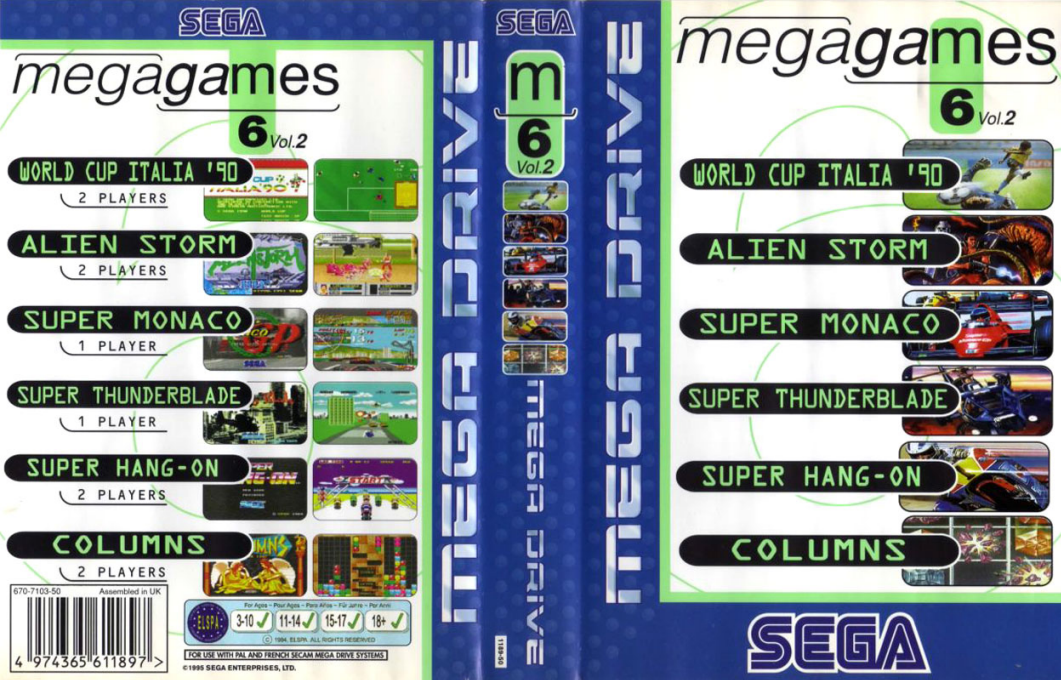 SEGA
megagames
6 Vol.2
WORLD CUP ITALIA '90
2 PLAYERS
ALIEN STORM
2 PLAYERS
SUPER MONACO
1 PLAYER
SUPER THUNDERBLADE
1 PLAYER
SUPER HANG-ON
2 PLAYERS
COLUMNS
2 PLAYERS
670-7103-50
Assembled in UK
4 974365 611897 >
For Ages - Pour Ages - Para Años - Für Jahre - Per Anni
ELSPA
3-10 11-14 15-17 18+
© 1994. ELSPA. ALL RIGHTS RESERVED
FOR USE WITH PAL AND FRENCH SECAM MEGA DRIVE SYSTEMS
©1995 SEGA ENTERPRISES, LTD.
MEGA DRIVE
SEGA
m
6
Vol.2
MEGA DRIVE
1189-50
MEGA DRIVE
megagames
6 Vol.2
WORLD CUP ITALIA '90
ALIEN STORM
SUPER MONACO
SUPER THUNDERBLADE
SUPER HANG-ON
COLUMNS
SEGA